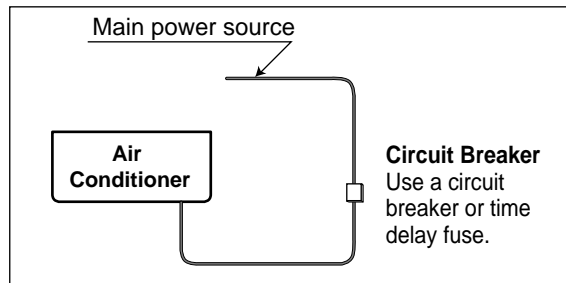 Main power source
Air
Conditioner
Circuit Breaker
Use a circuit
breaker or time
delay fuse.